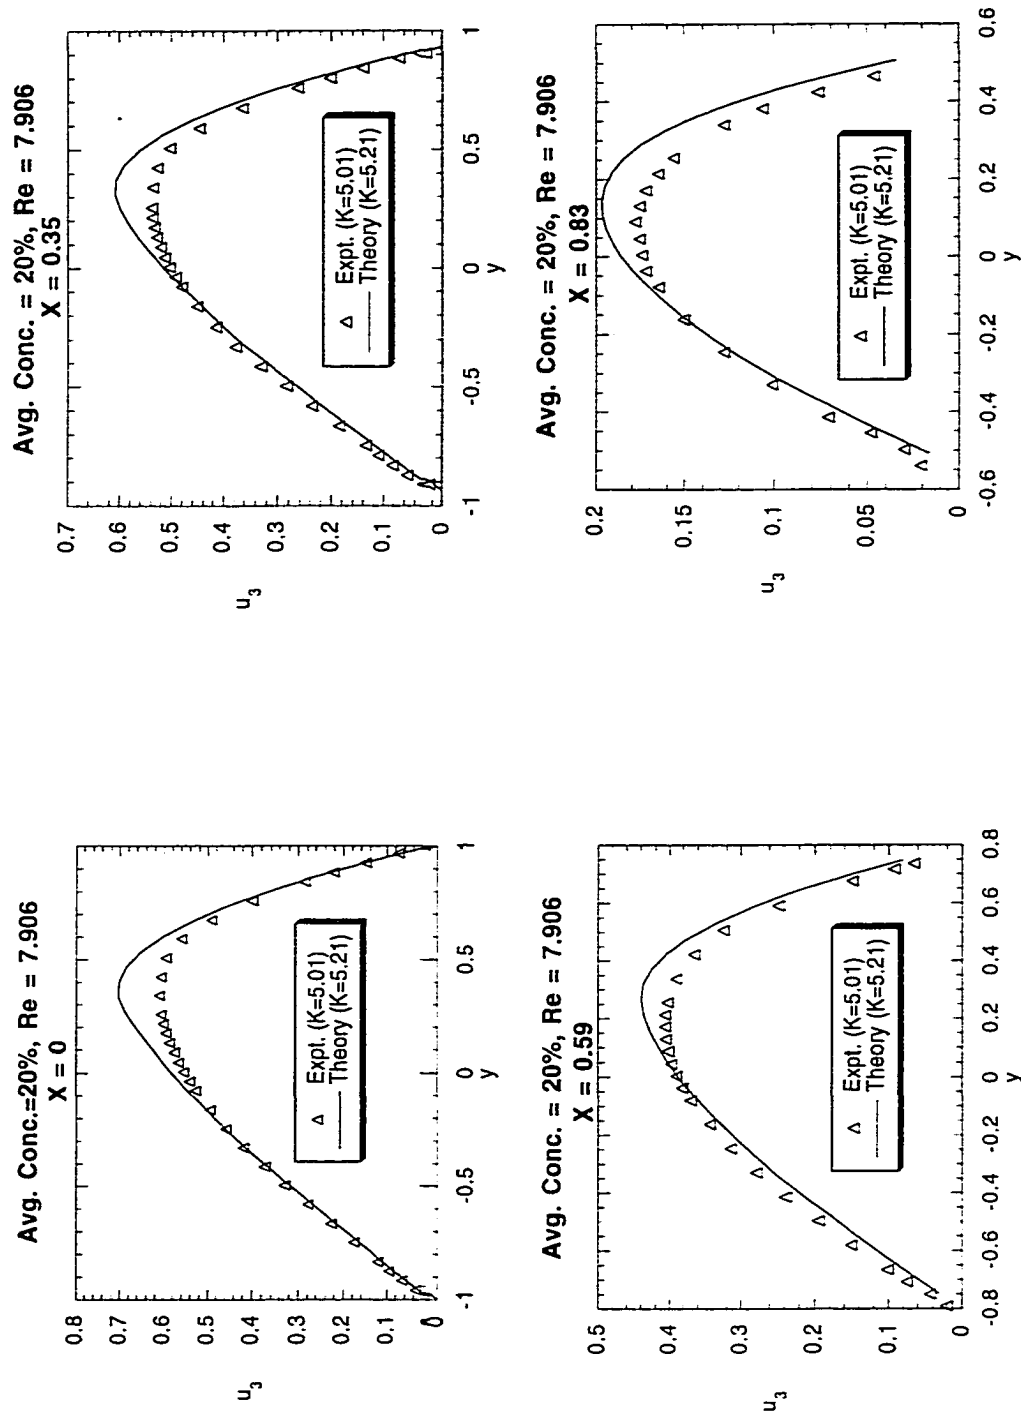 Avg. Conc.=20%, Re = 7.906
X = 0
0.8
0.7
0.6
0.5
0.4
0.3
0.2
0.1
0
u3
Expt. (K=5.01)
Theory (K=5.21)
-1 -0.5 0 0.5 1
y
Avg. Conc. = 20%, Re = 7.906
X = 0.35
0.7
0.6
0.5
0.4
0.3
0.2
0.1
0
u3
Expt. (K=5.01)
Theory (K=5.21)
-1 -0.5 0 0.5 1
y
Avg. Conc. = 20%, Re = 7.906
X = 0.59
0.5
0.4
0.3
0.2
0.1
0
u3
Expt. (K=5.01)
Theory (K=5.21)
-0.8 -0.6 -0.4 -0.2 0 0.2 0.4 0.6 0.8
y
Avg. Conc. = 20%, Re = 7.906
X = 0.83
0.2
0.15
0.1
0.05
0
u3
Expt. (K=5.01)
Theory (K=5.21)
-0.6 -0.4 -0.2 0 0.2 0.4 0.6
y